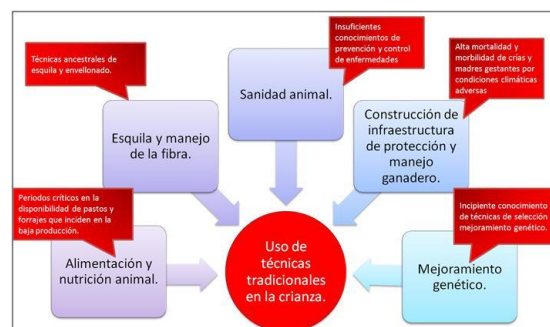 Técnicas ancestrales de
esquila y envellonado.
Insuficientes
conocimientos de
prevención y control
de enfermedades
Alta mortalidad y
morbilidad de crías y
madres gestantes por
condiciones climáticas
adversas
Sanidad animal.
Esquila y manejo
de la fibra.
Construcción de
infraestructura
de protección y
manejo
ganadero.
Periodos críticos en la
disponibilidad de pastos y
forrajes que inciden en la
baja producción.
Incipiente conocimiento
de técnicas de selección
mejoramiento genético.
Alimentación y
nutrición animal.
Uso de
técnicas
tradicionales
en la crianza.
Mejoramiento
genético.